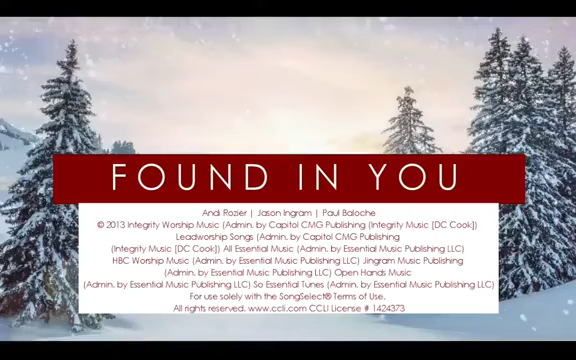 FOUND IN YOU
Andi Rozier | Jason Ingram | Paul Baloche
© 2013 Integrity Worship Music (Admin. by Capitol CMG Publishing (Integrity Music [DC Cook])
Leadworship Songs (Admin. by Capitol CMG Publishing
(Integrity Music [DC Cook]) All Essential Music (Admin. by Essential Music Publishing LLC)
HBC Worship Music (Admin. by Essential Music Publishing LLC) Jingram Music Publishing
(Admin. by Essential Music Publishing LLC) Open Hands Music
(Admin. by Essential Music Publishing LLC) So Essential Tunes (Admin. by Essential Music Publishing LLC)
For use solely with the SongSelect® Terms of Use.
All rights reserved. www.ccli.com CCLI License # 1424373